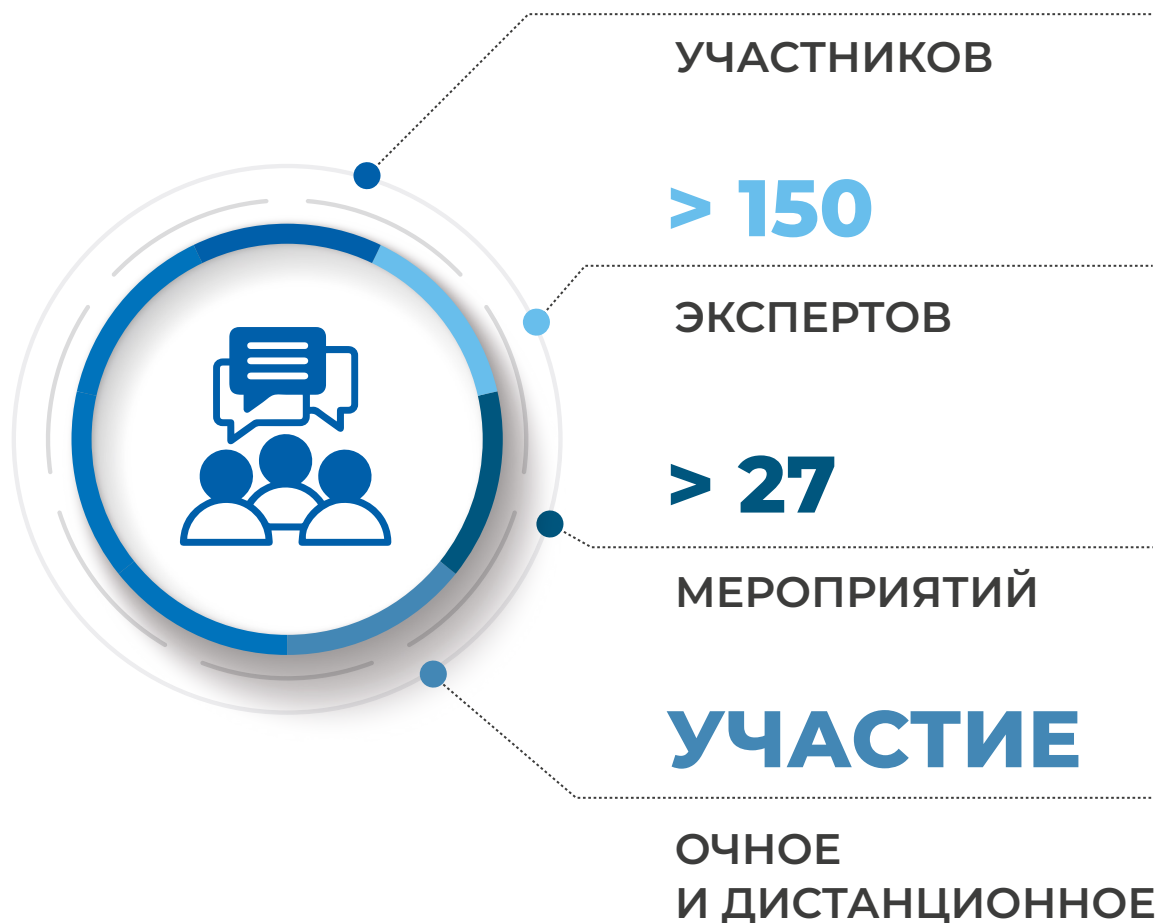 УЧАСТНИКОВ
> 150
ЭКСПЕРТОВ
> 27
МЕРОПРИЯТИЙ
УЧАСТИЕ
ОЧНОЕ
И ДИСТАНЦИОННОЕ